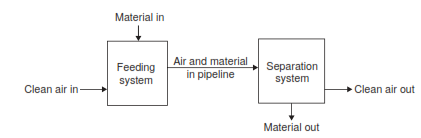 Material in
Feeding
system
Air and material
in pipeline
Separation
system
Clean air in
Clean air out
Material out